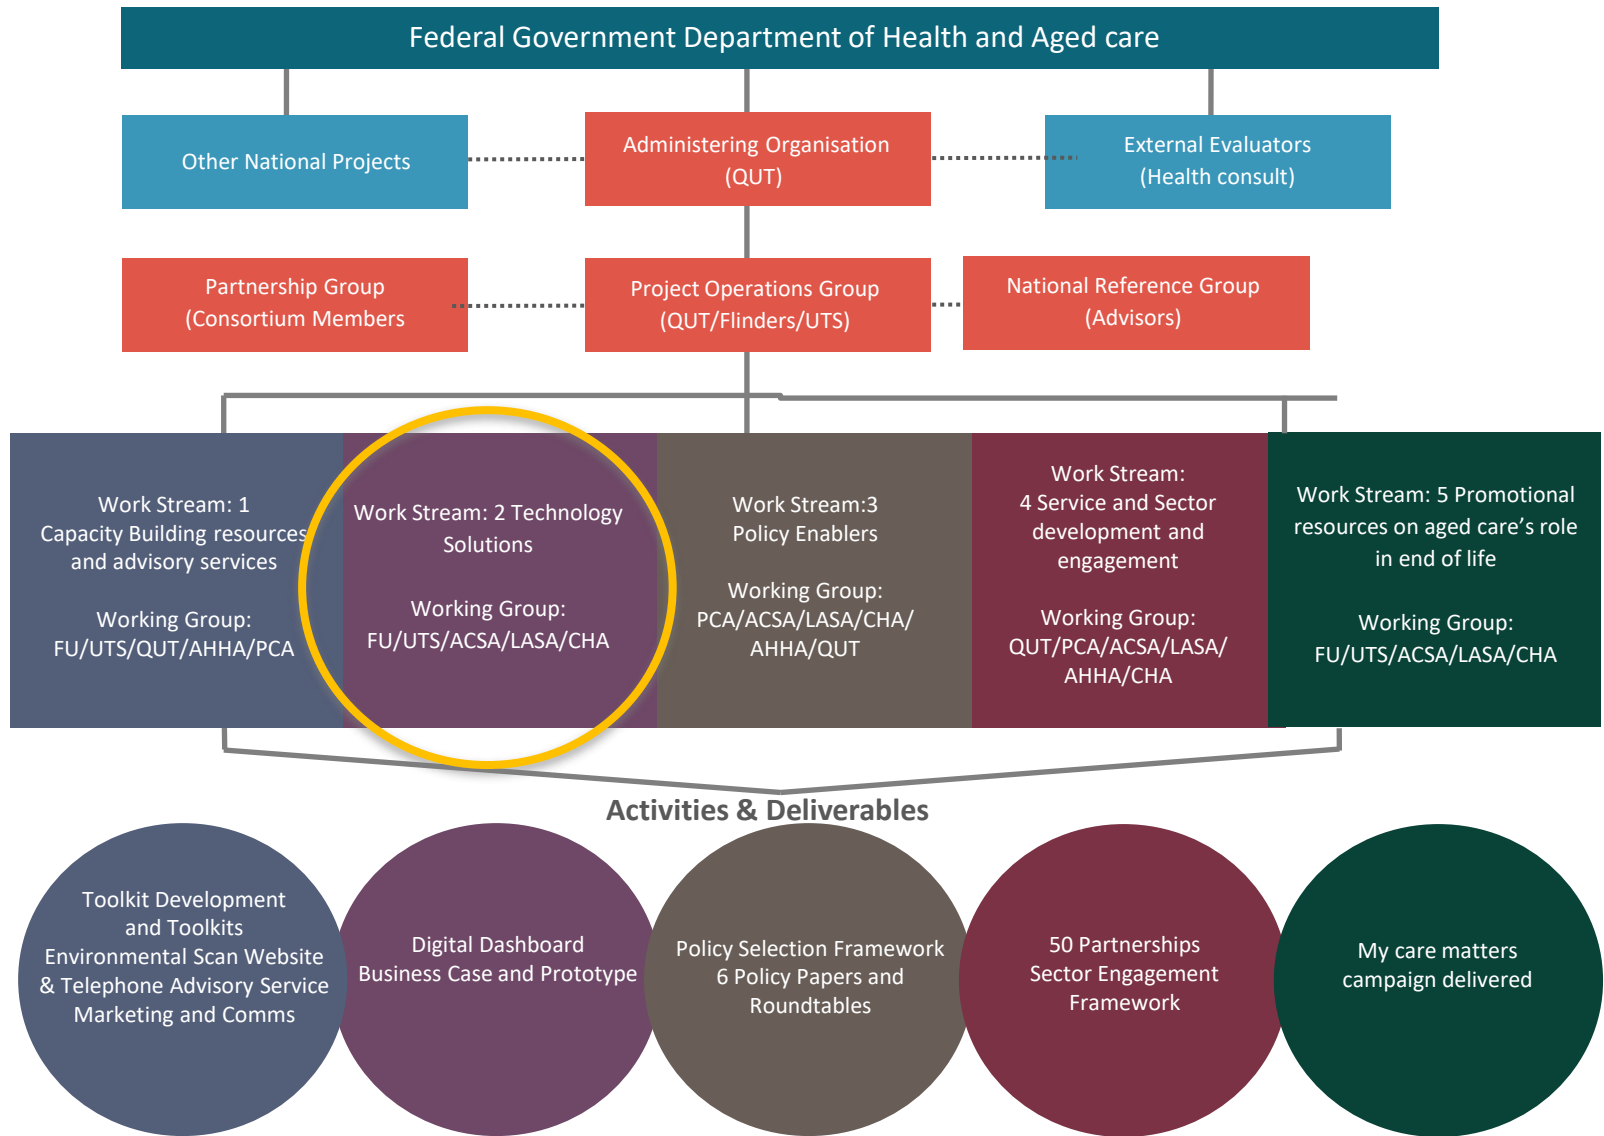 Federal Government Department of Health and Aged care
Other National Projects
Administering Organisation
(QUT)
External Evaluators
(Health consult)
Partnership Group
(Consortium Members
Project Operations Group
(QUT/Flinders/UTS)
National Reference Group
(Advisors)
Work Stream: 1
Capacity Building resources
and advisory services
Working Group:
FU/UTS/QUT/AHHA/PCA
Work Stream: 2 Technology
Solutions
Working Group:
FU/UTS/ACSA/LASA/CHA
Work Stream:3
Policy Enablers
Working Group:
PCA/ACSA/LASA/CHA/
AHHA/QUT
Work Stream:
4 Service and Sector
development and
engagement
Working Group:
QUT/PCA/ACSA/LASA/
AHHA/CHA
Work Stream: 5 Promotional
resources on aged care’s role
in end of life
Working Group:
FU/UTS/ACSA/LASA/CHA
Activities & Deliverables
Toolkit Development
and Toolkits
Environmental Scan Website
& Telephone Advisory Service
Marketing and Comms
Digital Dashboard
Business Case and Prototype
Policy Selection Framework
6 Policy Papers and
Roundtables
50 Partnerships
Sector Engagement
Framework
My care matters
campaign delivered